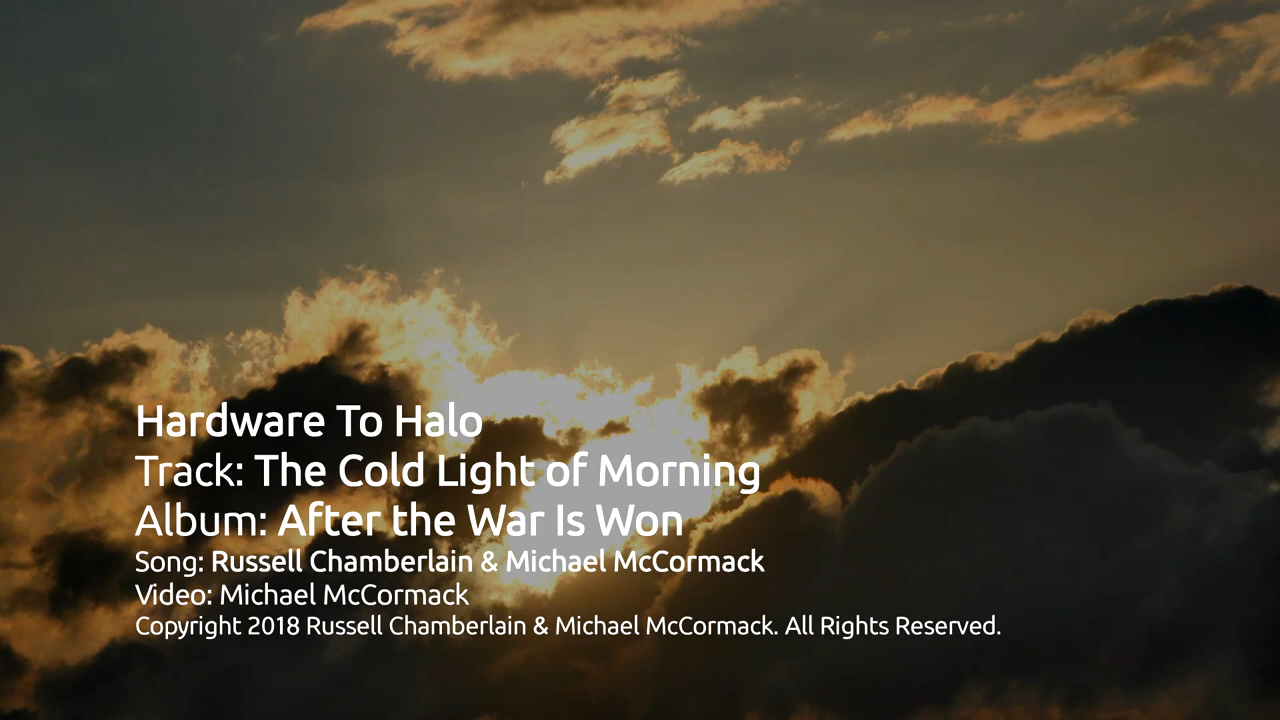 Hardware To Halo
Track: The Cold Light of Morning
Album: After the War Is Won
Song: Russell Chamberlain & Michael McCormack
Video: Michael McCormack
Copyright 2018 Russell Chamberlain & Michael McCormack. All Rights Reserved.